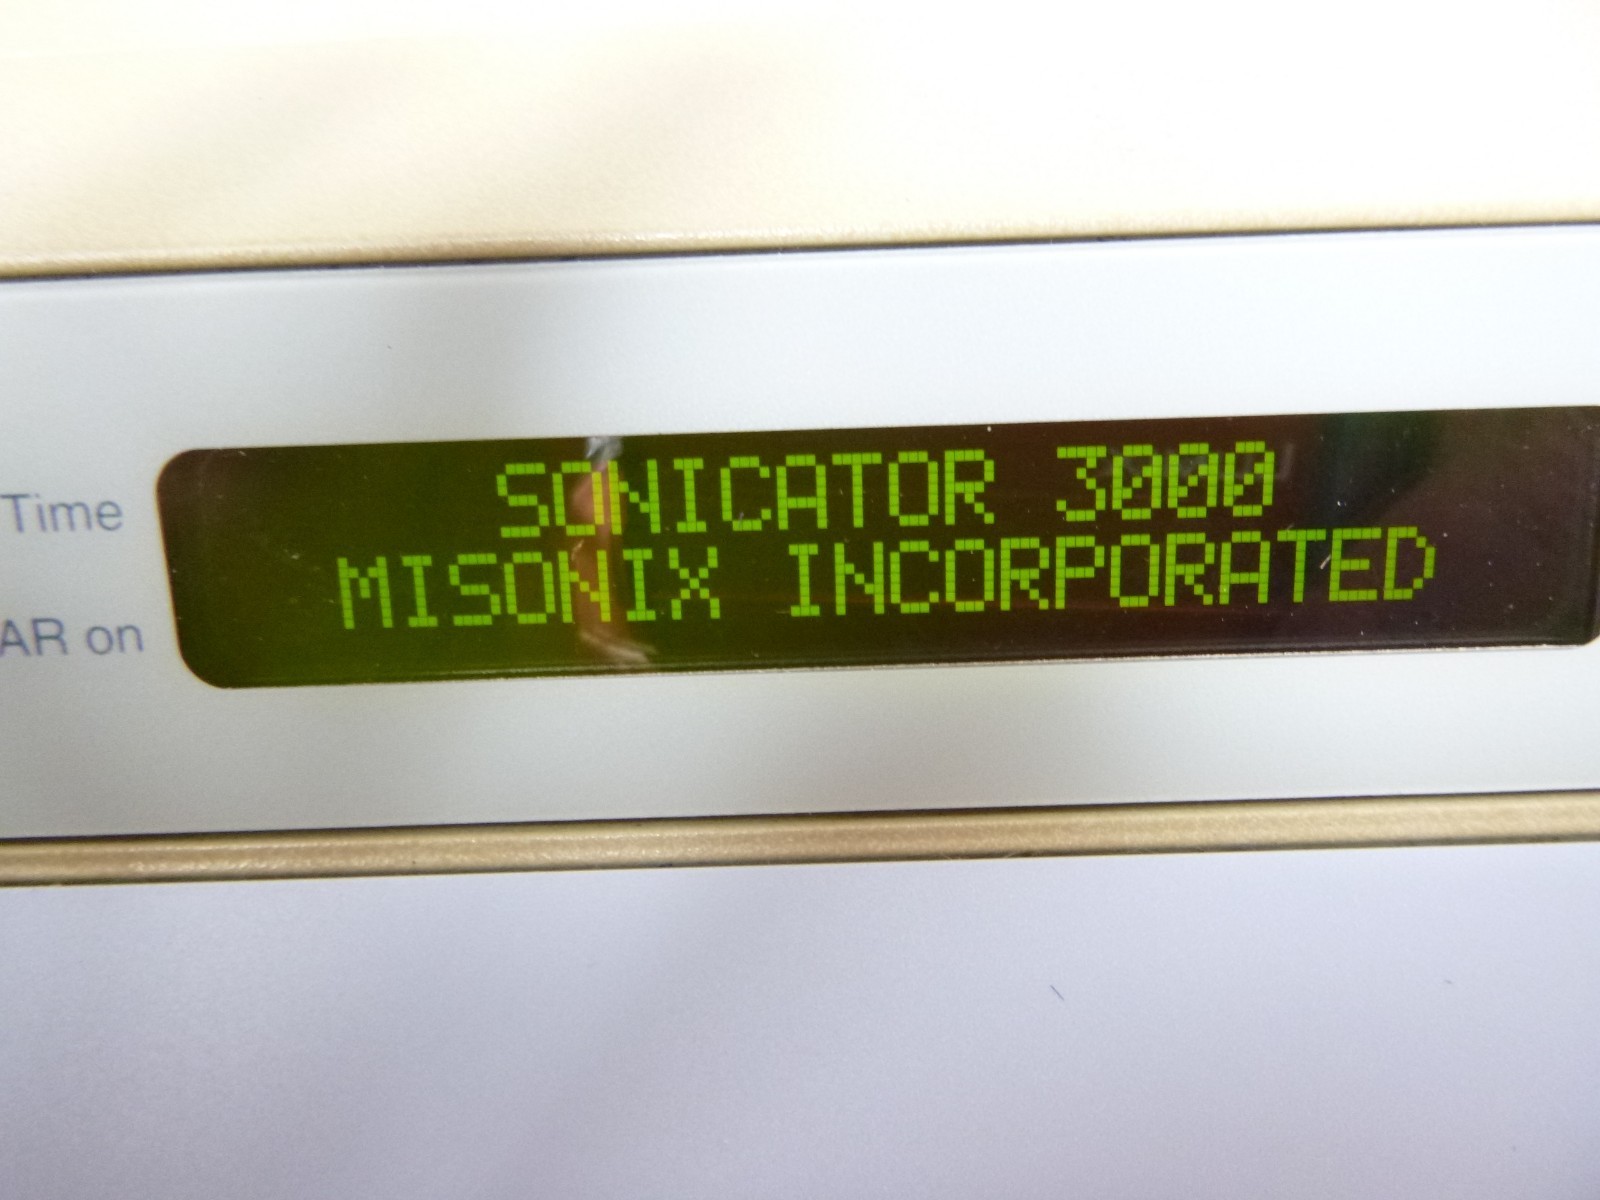 SONICATOR 3000
MISONIX INCORPORATED
Time
AR on